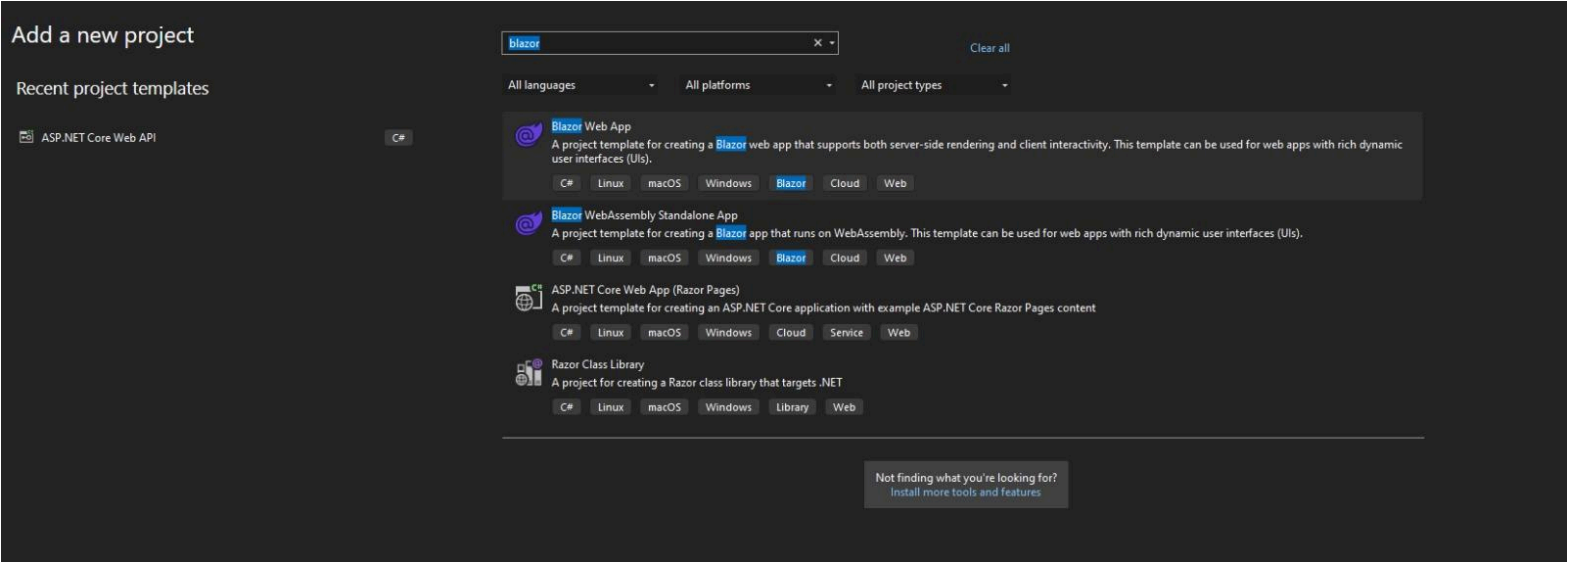 Add a new project
Recent project templates
ASP.NET Core Web API
C#
blazor
Clear all
All languages
All platforms
All project types
Blazor Web App
A project template for creating a Blazor web app that supports both server-side rendering and client interactivity. This template can be used for web apps with rich dynamic
user interfaces (UIs).
C# Linux macOS Windows Blazor Cloud Web
Blazor WebAssembly Standalone App
A project template for creating a Blazor app that runs on WebAssembly. This template can be used for web apps with rich dynamic user interfaces (UIs).
C# Linux macOS Windows Blazor Cloud Web
ASP.NET Core Web App (Razor Pages)
A project template for creating an ASP.NET Core application with example ASP.NET Core Razor Pages content
C# Linux macOS Windows Cloud Service Web
Razor Class Library
A project for creating a Razor class library that targets .NET
C# Linux macOS Windows Library Web
Not finding what you're looking for?
Install more tools and features